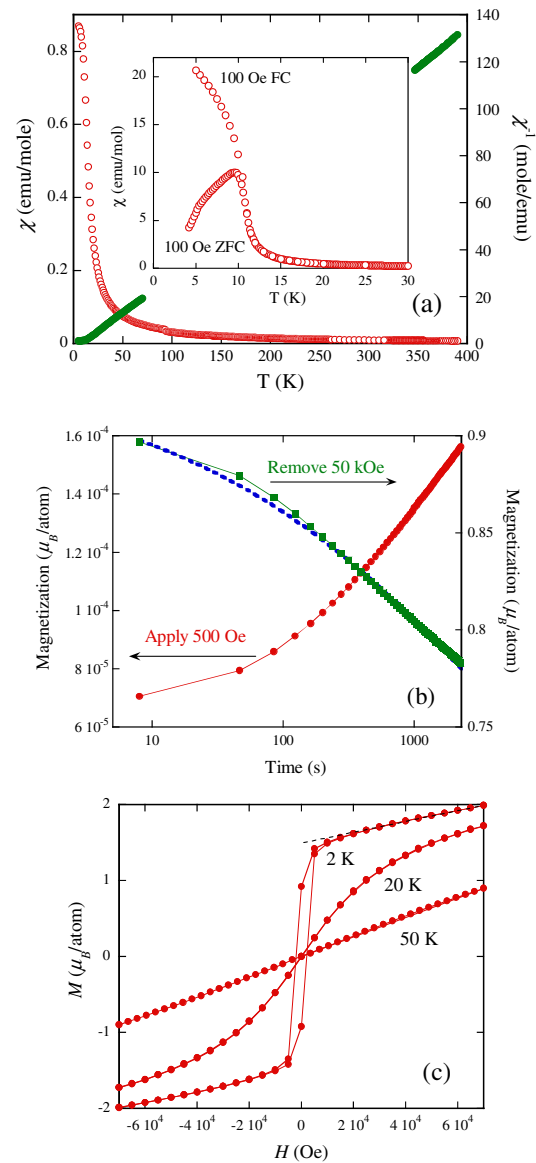 140
120
100
80
60
40
20
0
χ⁻¹ (mole/emu)
0.8
0.6
0.4
0.2
0
χ (emu/mole)
0 50 100 150 200 250 300 350 400
T (K)
(a)
20
15
10
5
0
χ (emu/mol)
100 Oe FC
100 Oe ZFC
0 5 10 15 20 25 30
T (K)
1.6 10⁻⁴
1.4 10⁻⁴
1.2 10⁻⁴
1 10⁻⁴
8 10⁻⁵
6 10⁻⁵
Magnetization (μB/atom)
0.9
0.85
0.8
0.75
Magnetization (μB/atom)
Remove 50 kOe
Apply 500 Oe
(b)
10 100 1000
Time (s)
2
1
0
-1
-2
M (μB/atom)
2 K
20 K
50 K
(c)
-6 10⁴ -4 10⁴ -2 10⁴ 0 2 10⁴ 4 10⁴ 6 10⁴
H (Oe)